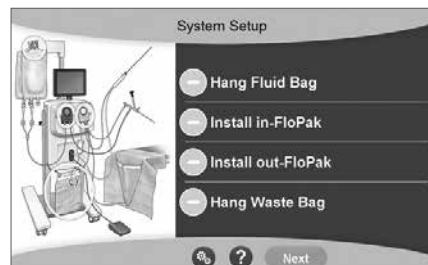 System Setup
Hang Fluid Bag
Install in-FloPak
Install out-FloPak
Hang Waste Bag
?
Next